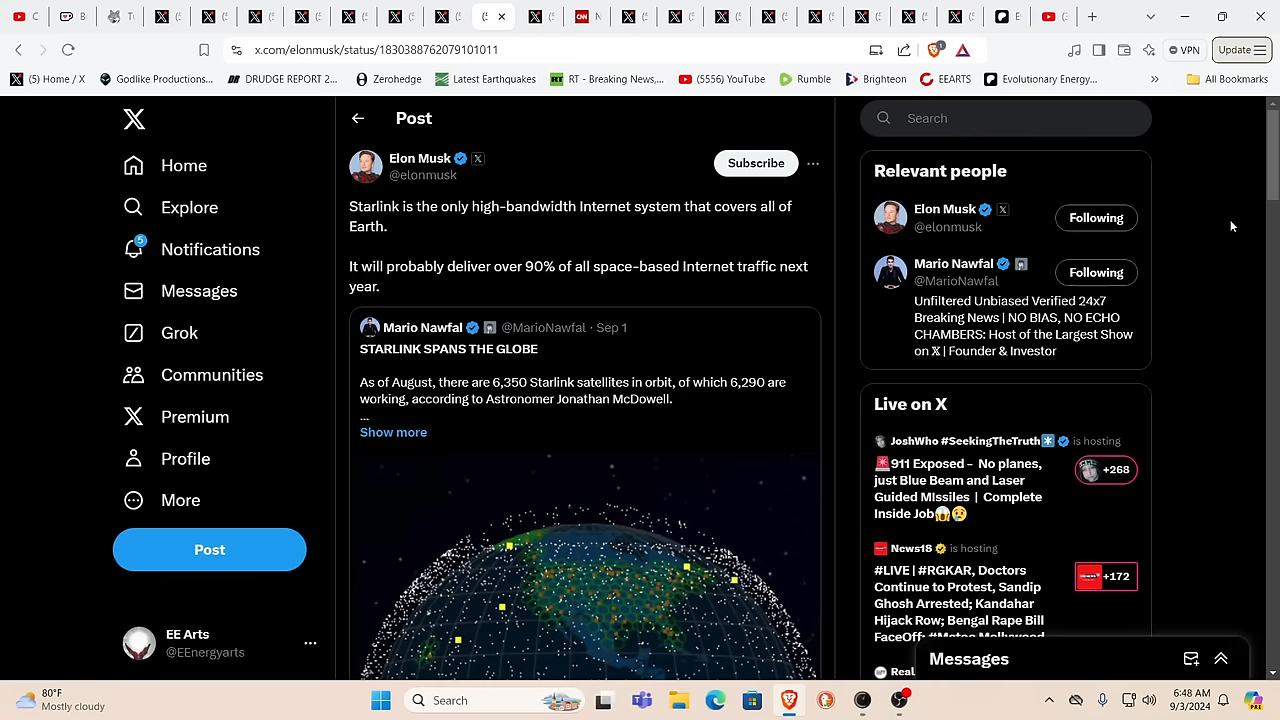 x.com/elonmusk/status/1830388762079101011
VPN
Update
(5) Home / X
Godlike Productions...
DRUDGE REPORT 2...
Zerohedge
Latest Earthquakes
RT - Breaking News,...
(5556) YouTube
Rumble
Brighteon
EEARTS
Evolutionary Energy...
All Bookmarks
Home
Explore
5
Notifications
Messages
Grok
Communities
Premium
Profile
More
Post
EE Arts
@EEnergyarts
Post
Elon Musk
@elonmusk
Subscribe
Starlink is the only high-bandwidth Internet system that covers all of
Earth.
It will probably deliver over 90% of all space-based Internet traffic next
year.
Mario Nawfal @MarioNawfal · Sep 1
STARLINK SPANS THE GLOBE
As of August, there are 6,350 Starlink satellites in orbit, of which 6,290 are
working, according to Astronomer Jonathan McDowell.
...
Show more
Search
Relevant people
Elon Musk
@elonmusk
Following
Mario Nawfal
@MarioNawfal
Following
Unfiltered Unbiased Verified 24x7
Breaking News | NO BIAS, NO ECHO
CHAMBERS: Host of the Largest Show
on 𝕏 | Founder & Investor
Live on X
JoshWho #SeekingTheTruth is hosting
🚨911 Exposed - No planes,
just Blue Beam and Laser
Guided MIssiles | Complete
Inside Job😱😥
+268
News18 is hosting
#LIVE | #RGKAR, Doctors
Continue to Protest, Sandip
Ghosh Arrested; Kandahar
Hijack Row; Bengal Rape Bill
+172
Messages
80°F
Mostly cloudy
Search
6:48 AM
9/3/2024